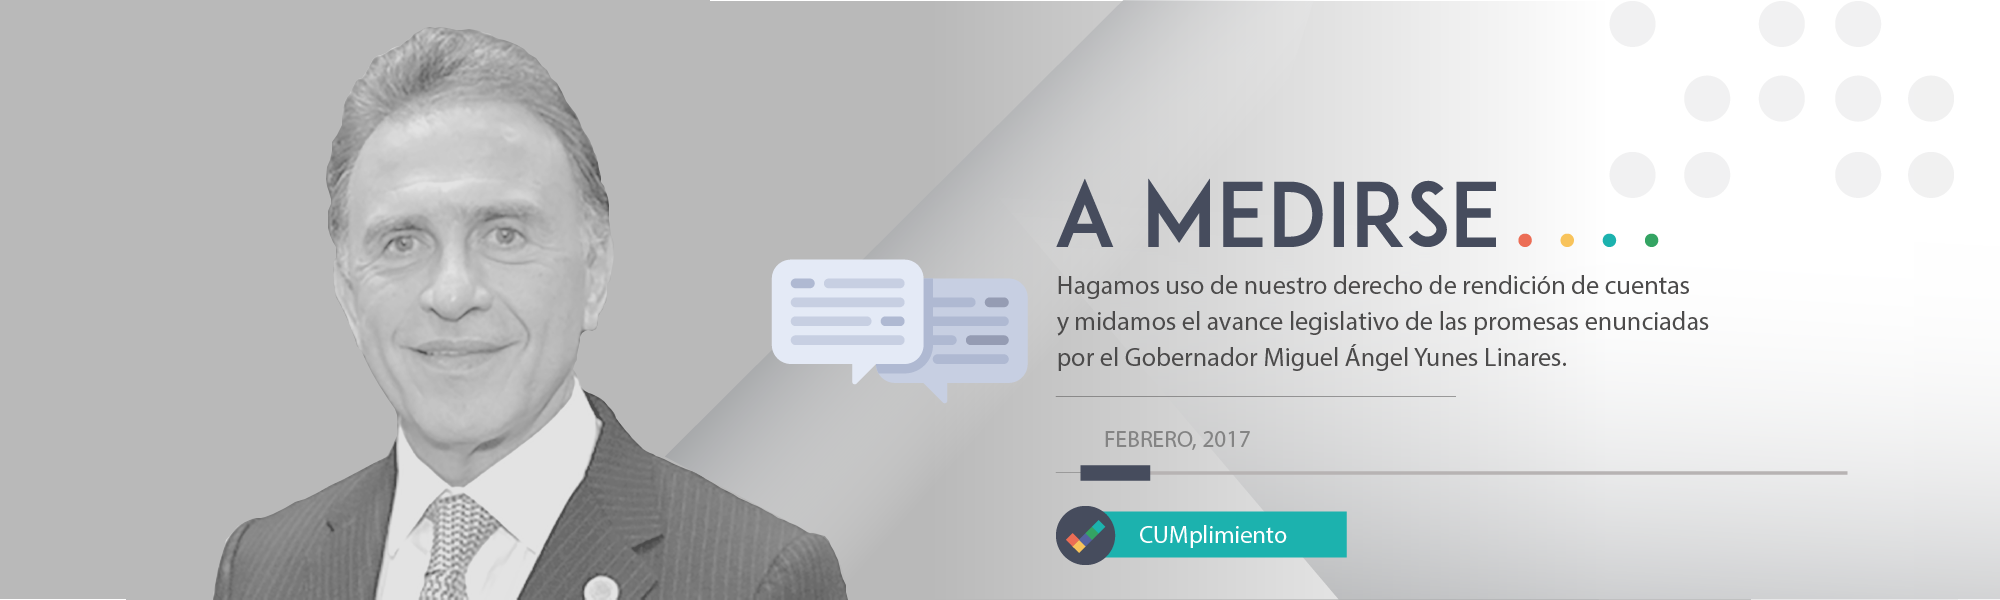 A MEDIRSE....
Hagamos uso de nuestro derecho de rendición de cuentas
y midamos el avance legislativo de las promesas enunciadas
por el Gobernador Miguel Ángel Yunes Linares.
FEBRERO, 2017
CUMplimiento